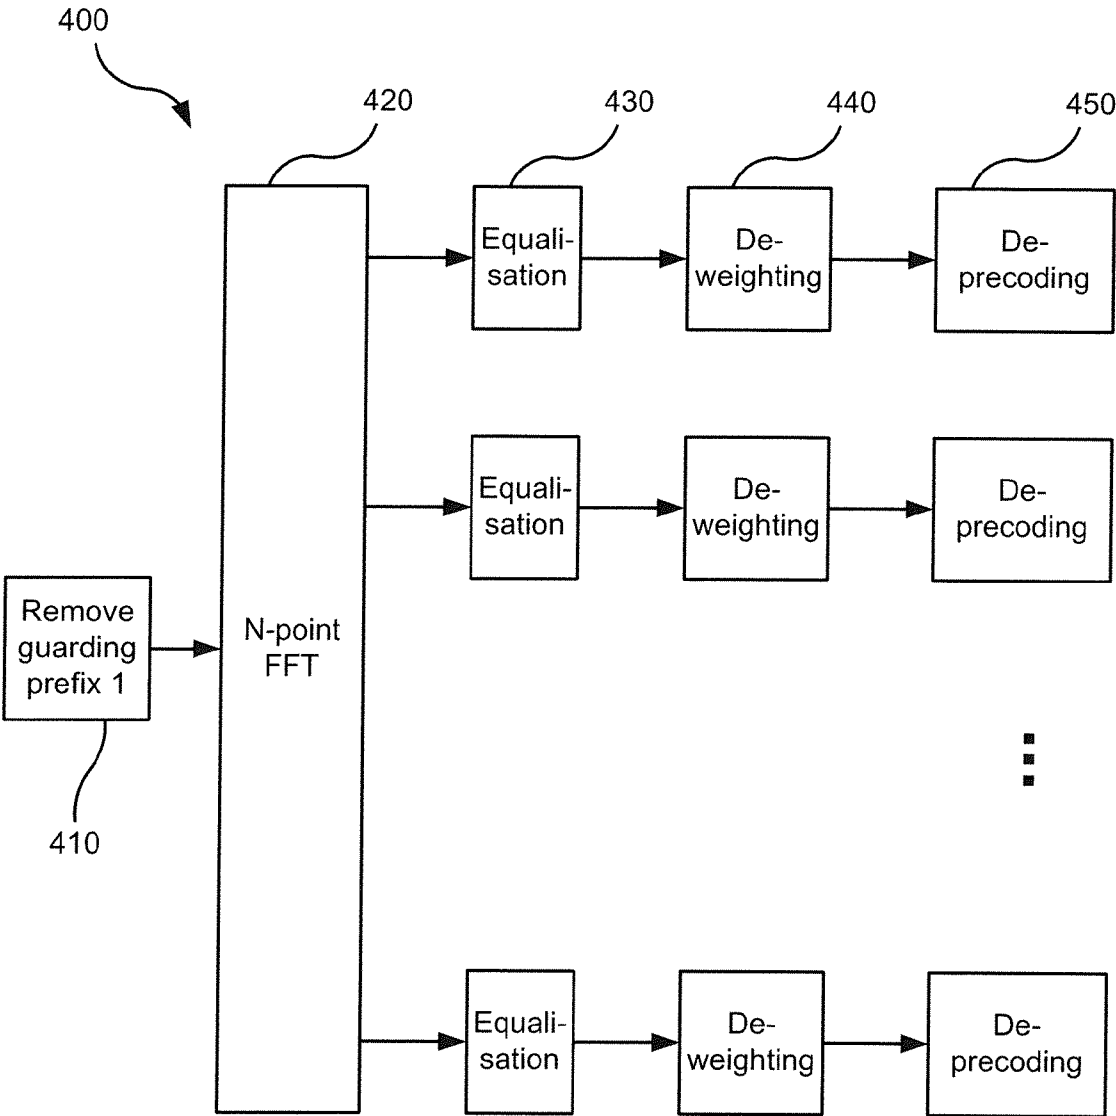 400
420
430
440
450
Equali-
sation
De-
weighting
De-
precoding
Equali-
sation
De-
weighting
De-
precoding
Remove
guarding
prefix 1
N-point
FFT
410
Equali-
sation
De-
weighting
De-
precoding